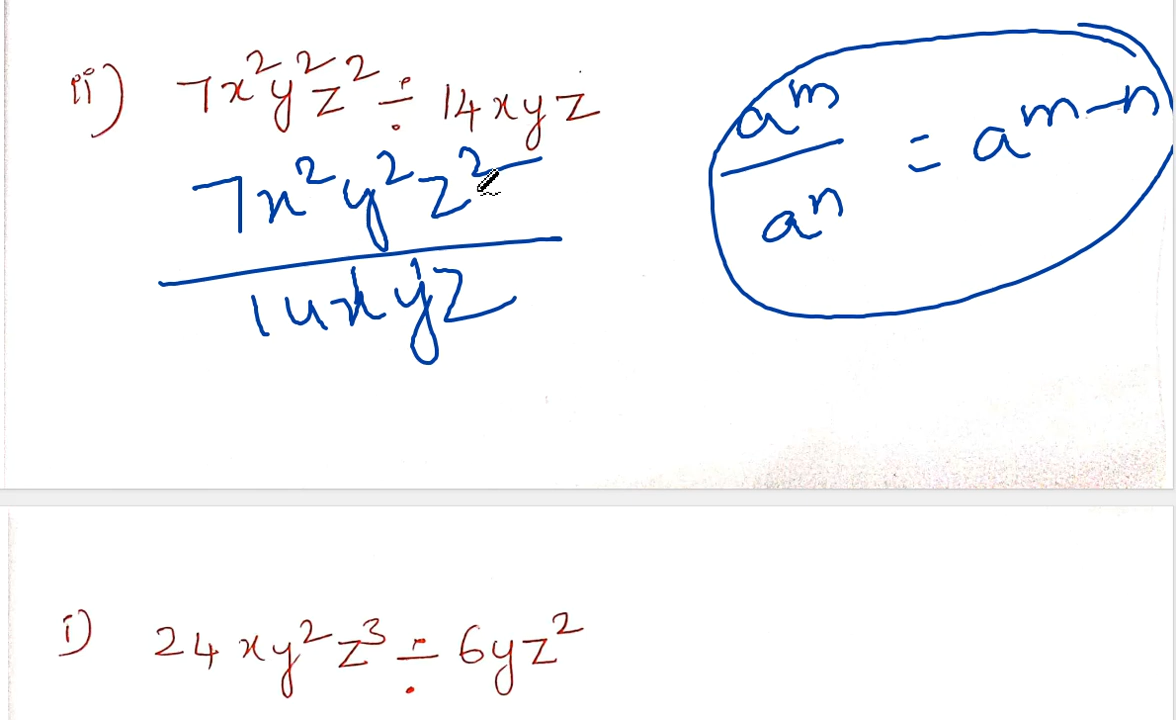 ii) 7x²y²z² ÷ 14xyz
7x²y²z²
14xyz
aᵐ
aⁿ
= aᵐ⁻ⁿ
i) 24xy²z³ ÷ 6yz²